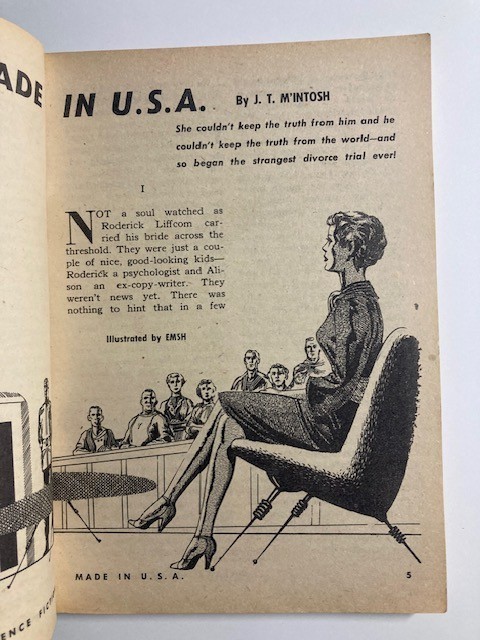 ADE
IN U.S.A. By J. T. M'INTOSH
She couldn't keep the truth from him and he
couldn't keep the truth from the world—and
so began the strangest divorce trial ever!
I
NOT a soul watched as
Roderick Liffcom car-
ried his bride across the
threshold. They were just a cou-
ple of nice, good-looking kids—
Roderick a psychologist and Ali-
son an ex-copy-writer. They
weren't news yet. There was
nothing to hint that in a few
Illustrated by EMSH
MADE IN U.S.A.
5
ENCE FICTI